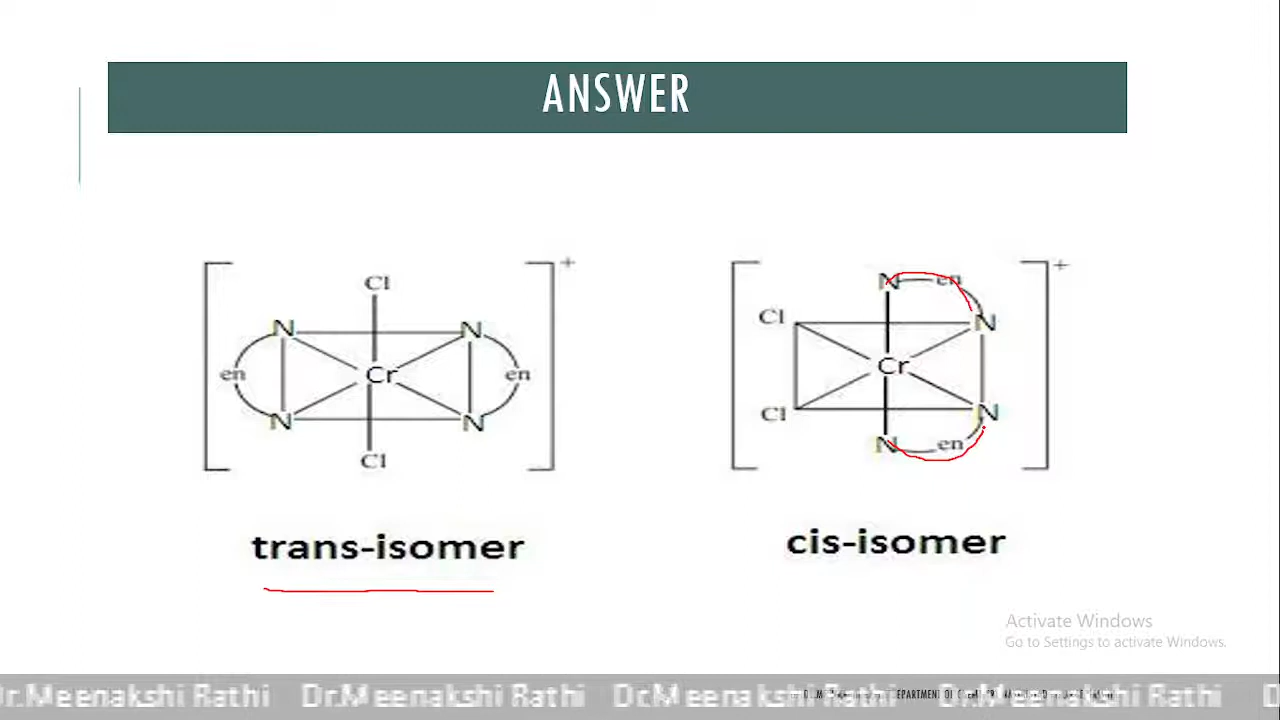 ANSWER
Cl
N
N
en
Cr
en
N
N
Cl
+
trans-isomer
N
en
Cl
N
Cr
Cl
N
N
en
+
cis-isomer
Activate Windows
Go to Settings to activate Windows.
Dr.Meenakshi Rathi Dr.Meenakshi Rathi Dr.Meenakshi Rathi Dr.Meenakshi Rathi D